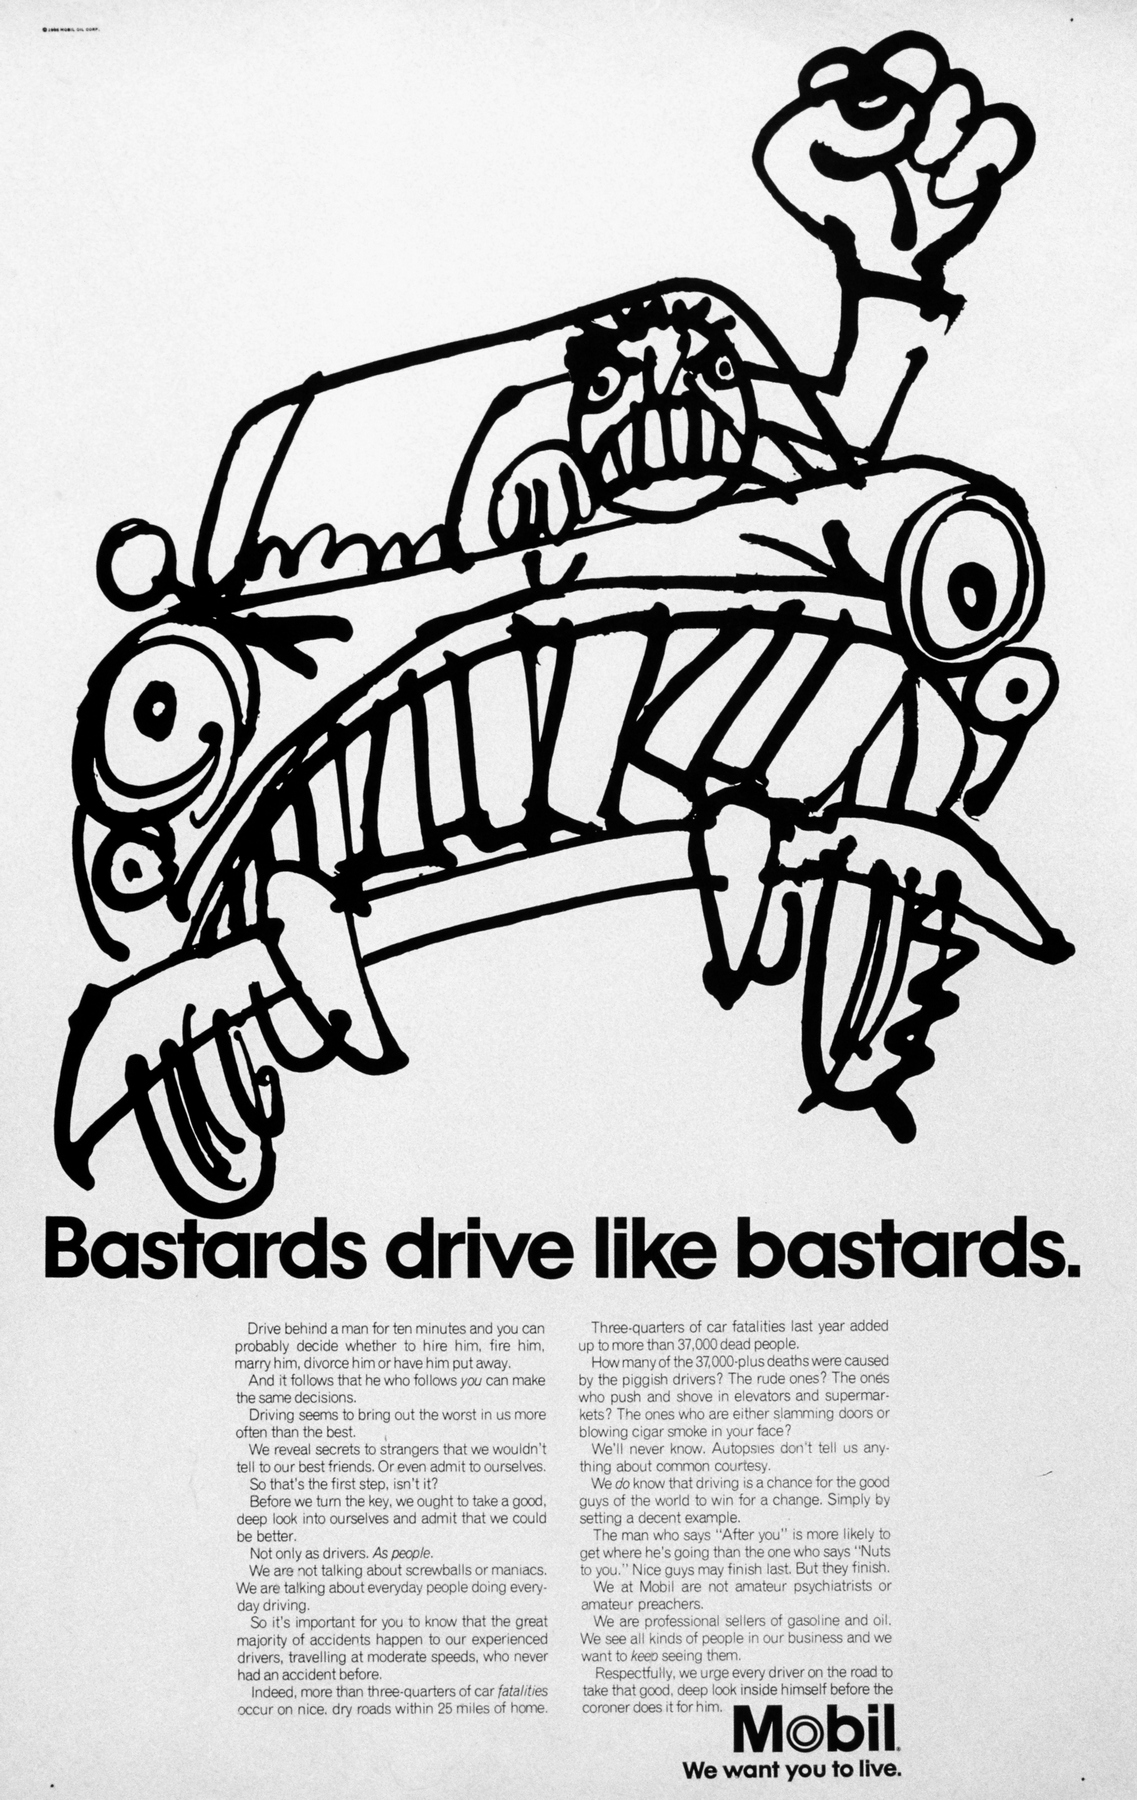 © 1968 MOBIL OIL CORP.
Bastards drive like bastards.
Drive behind a man for ten minutes and you can
probably decide whether to hire him, fire him,
marry him, divorce him or have him put away.
And it follows that he who follows you can make
the same decisions.
Driving seems to bring out the worst in us more
often than the best.
We reveal secrets to strangers that we wouldn't
tell to our best friends. Or even admit to ourselves.
So that's the first step, isn't it?
Before we turn the key, we ought to take a good,
deep look into ourselves and admit that we could
be better.
Not only as drivers. As people.
We are not talking about screwballs or maniacs.
We are talking about everyday people doing every-
day driving.
So it's important for you to know that the great
majority of accidents happen to our experienced
drivers, travelling at moderate speeds, who never
had an accident before.
Indeed, more than three-quarters of car fatalities
occur on nice. dry roads within 25 miles of home.
Three-quarters of car fatalities last year added
up to more than 37,000 dead people.
How many of the 37,000-plus deaths were caused
by the piggish drivers? The rude ones? The ones
who push and shove in elevators and supermar-
kets? The ones who are either slamming doors or
blowing cigar smoke in your face?
We'll never know. Autopsies don't tell us any-
thing about common courtesy.
We do know that driving is a chance for the good
guys of the world to win for a change. Simply by
setting a decent example.
The man who says "After you" is more likely to
get where he's going than the one who says "Nuts
to you." Nice guys may finish last. But they finish.
We at Mobil are not amateur psychiatrists or
amateur preachers.
We are professional sellers of gasoline and oil.
We see all kinds of people in our business and we
want to keep seeing them.
Respectfully, we urge every driver on the road to
take that good, deep look inside himself before the
coroner does it for him.
Mobil®
We want you to live.